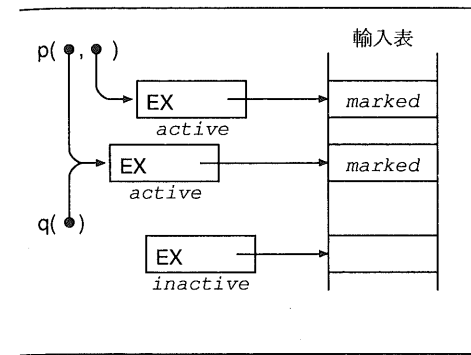 輸入表
p( , )
EX
marked
active
EX
marked
active
q( )
EX
inactive